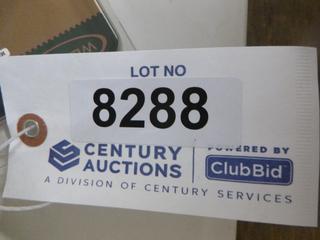 LOT NO
8288
CENTURY AUCTIONS
POWERED BY
ClubBid
A DIVISION OF CENTURY SERVICES